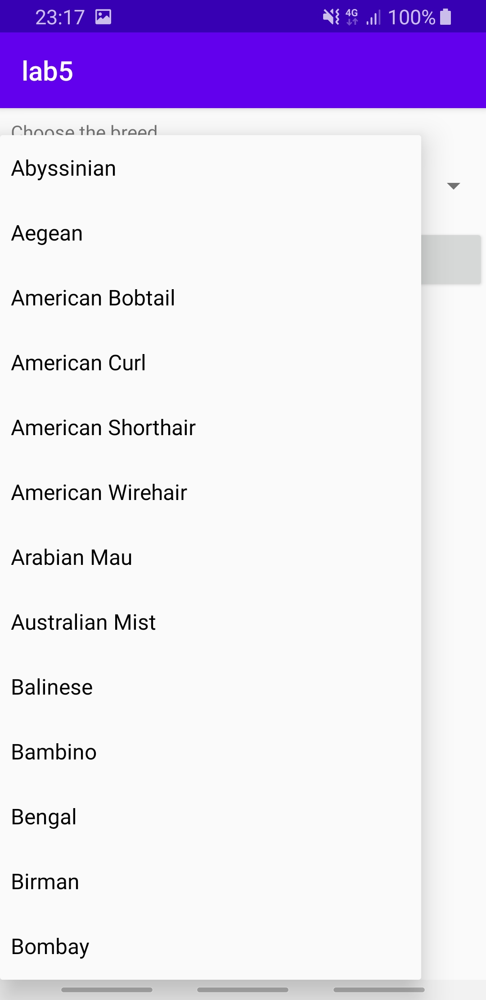 23:17 4G 100%
lab5
Choose the breed
Abyssinian
Aegean
American Bobtail
American Curl
American Shorthair
American Wirehair
Arabian Mau
Australian Mist
Balinese
Bambino
Bengal
Birman
Bombay